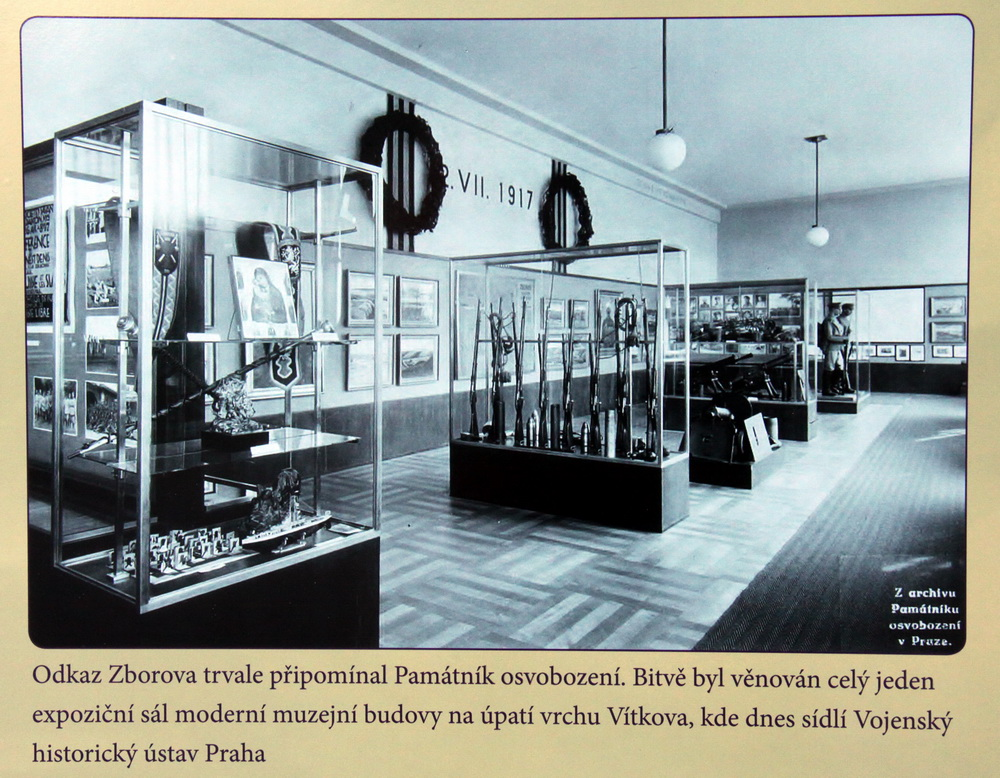 2. VII. 1917
Z archivu
Památníku
osvobození
v Praze.
Odkaz Zborova trvale připomínal Památník osvobození. Bitvě byl věnován celý jeden
expoziční sál moderní muzejní budovy na úpatí vrchu Vítkova, kde dnes sídlí Vojenský
historický ústav Praha